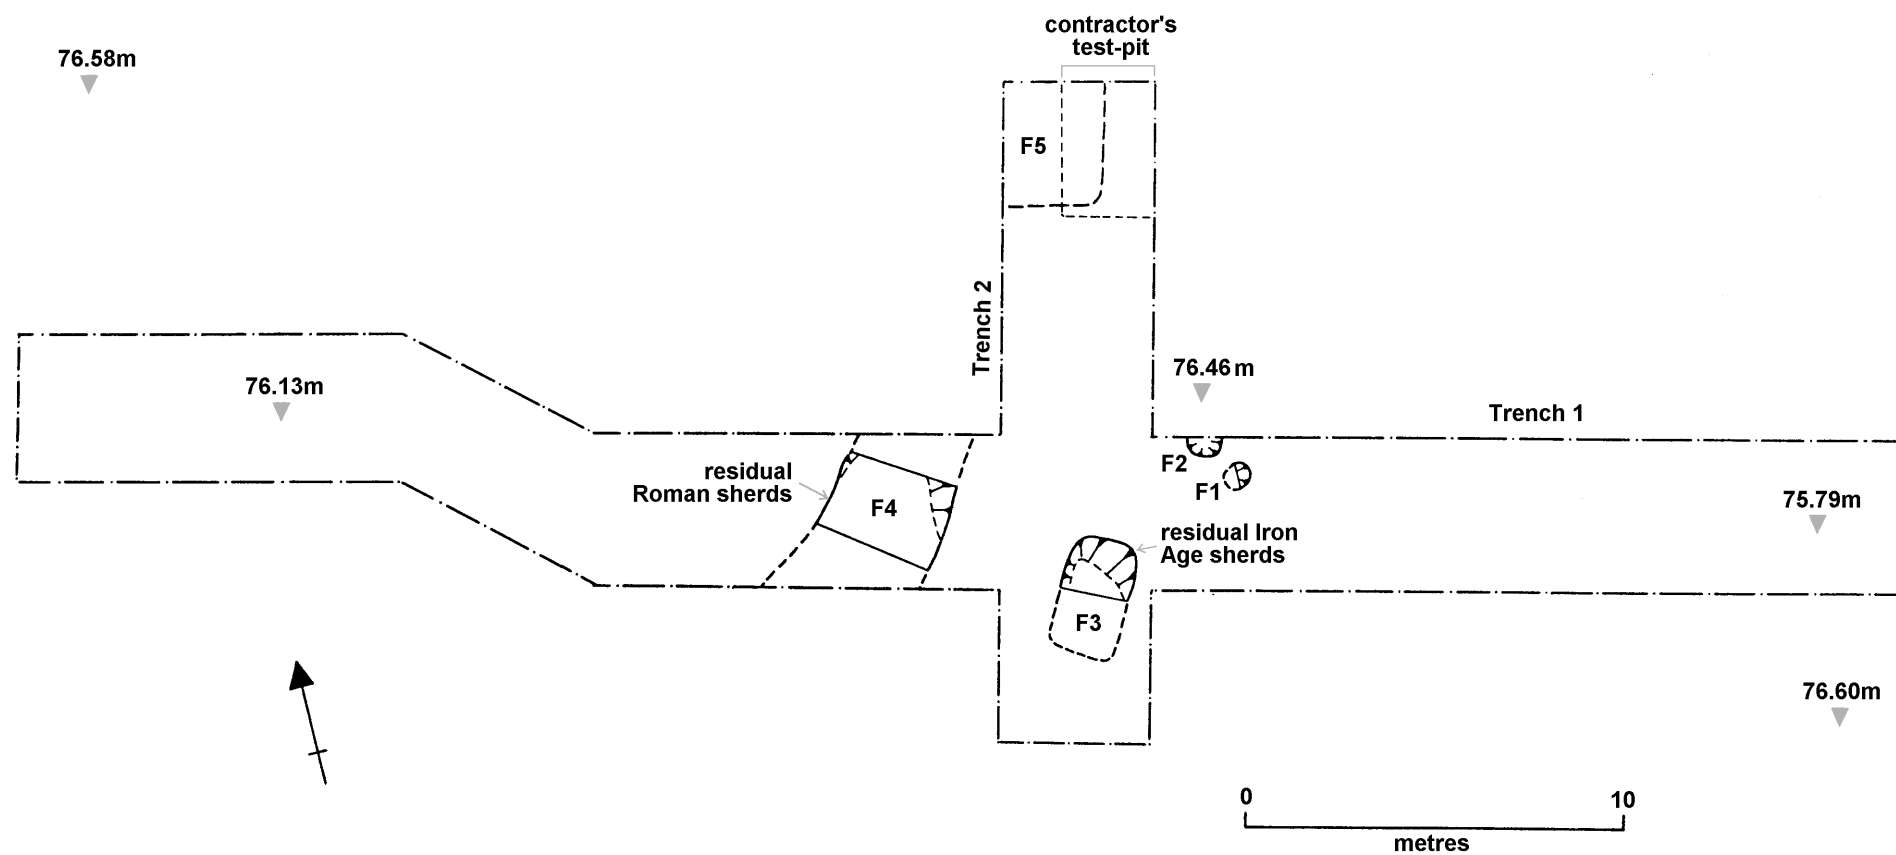 contractor's
test-pit
76.58m
F5
Trench 2
76.46m
76.13m
Trench 1
residual
Roman sherds
F4
F2
F1
75.79m
residual Iron
Age sherds
F3
76.60m
0
10
metres